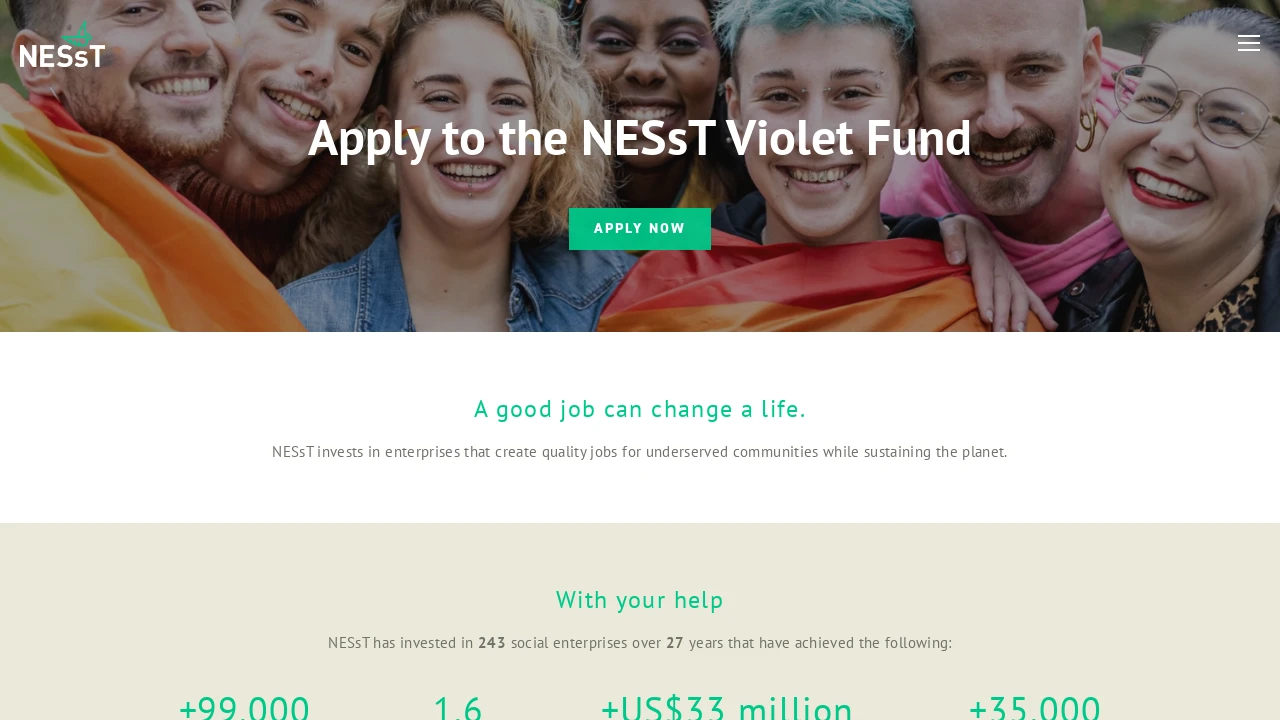 NESsT
Apply to the NESsT Violet Fund
APPLY NOW
A good job can change a life.
NESsT invests in enterprises that create quality jobs for underserved communities while sustaining the planet.
With your help
NESsT has invested in 243 social enterprises over 27 years that have achieved the following:
+99,000 1.6 +US$33 million +35,000